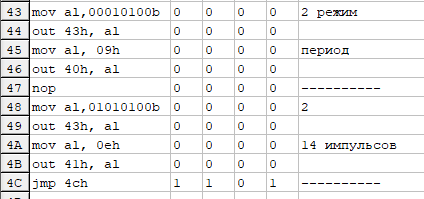 43 mov al,00010100b 0 0 0 0 2 режим
44 out 43h, al 0 0 0 0
45 mov al, 09h 0 0 0 0 период
46 out 40h, al 0 0 0 0
47 nop 0 0 0 0 ----------
48 mov al,01010100b 0 0 0 0 2
49 out 43h, al 0 0 0 0
4A mov al, 0eh 0 0 0 0 14 импульсов
4B out 41h, al 0 0 0 0
4C jmp 4ch 1 1 0 1 ----------